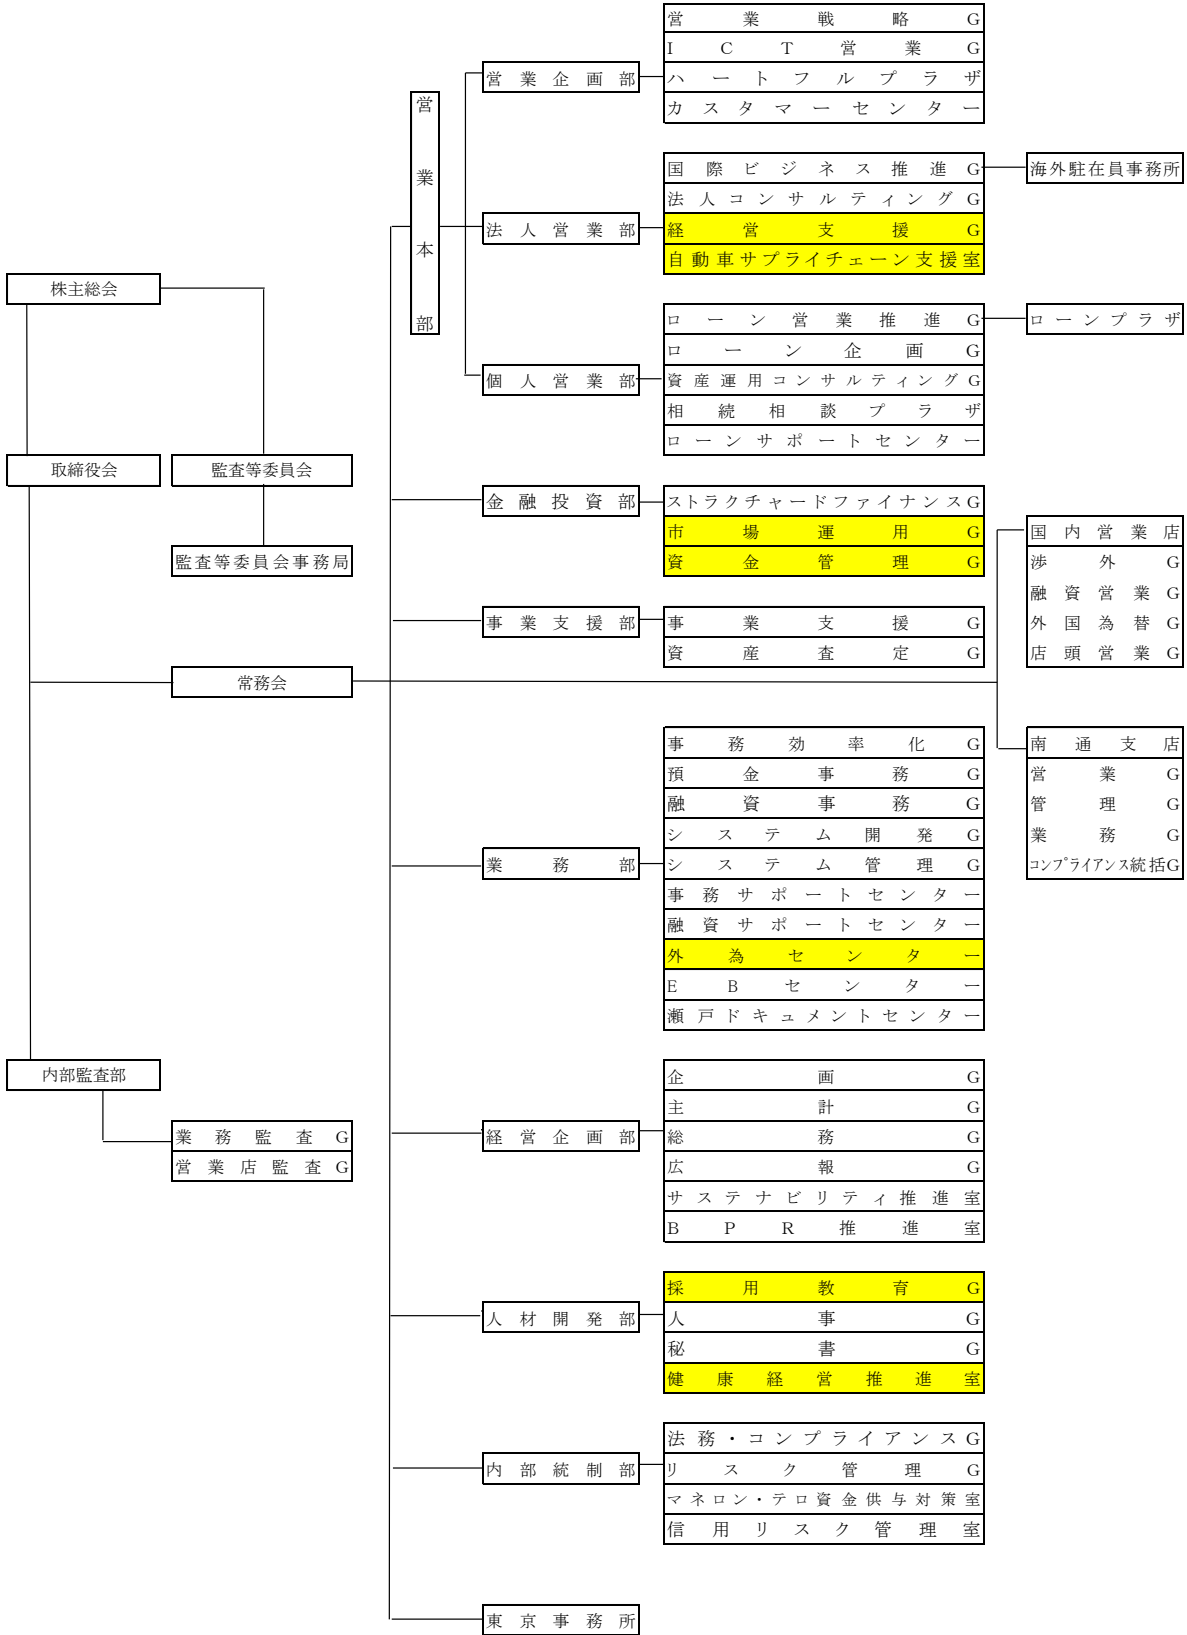 株主総会
取締役会
監査等委員会
監査等委員会事務局
常務会
内部監査部
業務監査G
営業店監査G
営業本部
営業企画部
営業戦略G
ICT営業G
ハートフルプラザ
カスタマーセンター
法人営業部
国際ビジネス推進G
海外駐在員事務所
法人コンサルティングG
経営支援G
自動車サプライチェーン支援室
個人営業部
ローン営業推進G
ローンプラザ
ローン企画G
資産運用コンサルティングG
相続相談プラザ
ローンサポートセンター
金融投資部
ストラクチャードファイナンスG
市場運用G
資金管理G
事業支援部
事業支援G
資産査定G
業務部
事務効率化G
預金事務G
融資事務G
システム開発G
システム管理G
事務サポートセンター
融資サポートセンター
外為センター
EBセンター
瀬戸ドキュメントセンター
経営企画部
企画G
主計G
総務G
広報G
サステナビリティ推進室
BPR推進室
人材開発部
採用教育G
人事G
秘書G
健康経営推進室
内部統制部
法務・コンプライアンスG
リスク管理G
マネロン・テロ資金供与対策室
信用リスク管理室
東京事務所
国内営業店
渉外G
融資営業G
外国為替G
店頭営業G
南通支店
営業G
管理G
業務G
コンプライアンス統括G